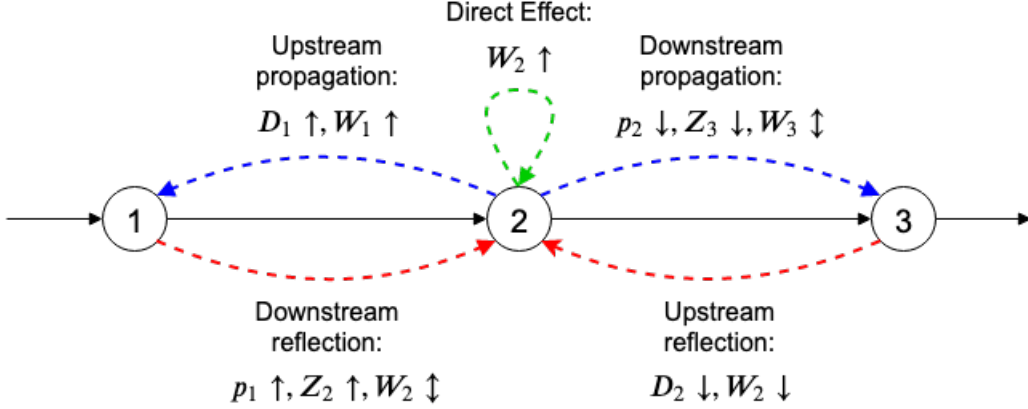 Direct Effect:
W₂ ↑
Upstream
propagation:
D₁ ↑, W₁ ↑
Downstream
propagation:
p₂ ↓, Z₃ ↓, W₃ ↕
1
2
3
Downstream
reflection:
p₁ ↑, Z₂ ↑, W₂ ↕
Upstream
reflection:
D₂ ↓, W₂ ↓